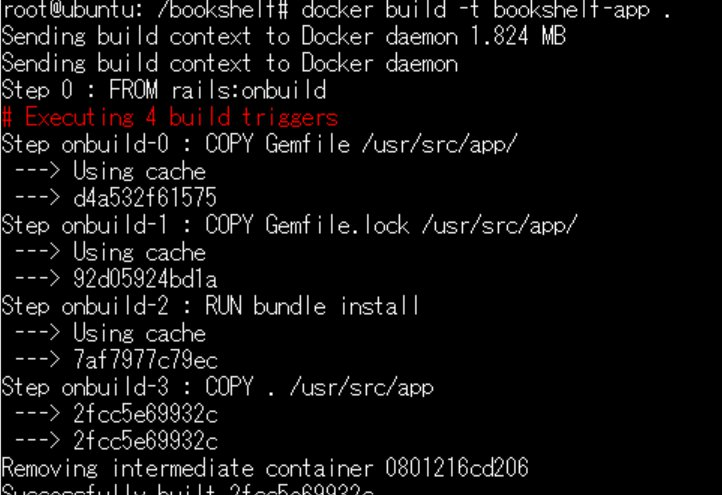 root@ubuntu: /bookshelf# docker build -t bookshelf-app .
Sending build context to Docker daemon 1.824 MB
Sending build context to Docker daemon
Step 0 : FROM rails:onbuild
# Executing 4 build triggers
Step onbuild-0 : COPY Gemfile /usr/src/app/
---> Using cache
---> d4a532f61575
Step onbuild-1 : COPY Gemfile.lock /usr/src/app/
---> Using cache
---> 92d05924bd1a
Step onbuild-2 : RUN bundle install
---> Using cache
---> 7af7977c79ec
Step onbuild-3 : COPY . /usr/src/app
---> 2fcc5e69932c
---> 2fcc5e69932c
Removing intermediate container 0801216cd206
Successfully built 2fcc5e69932c